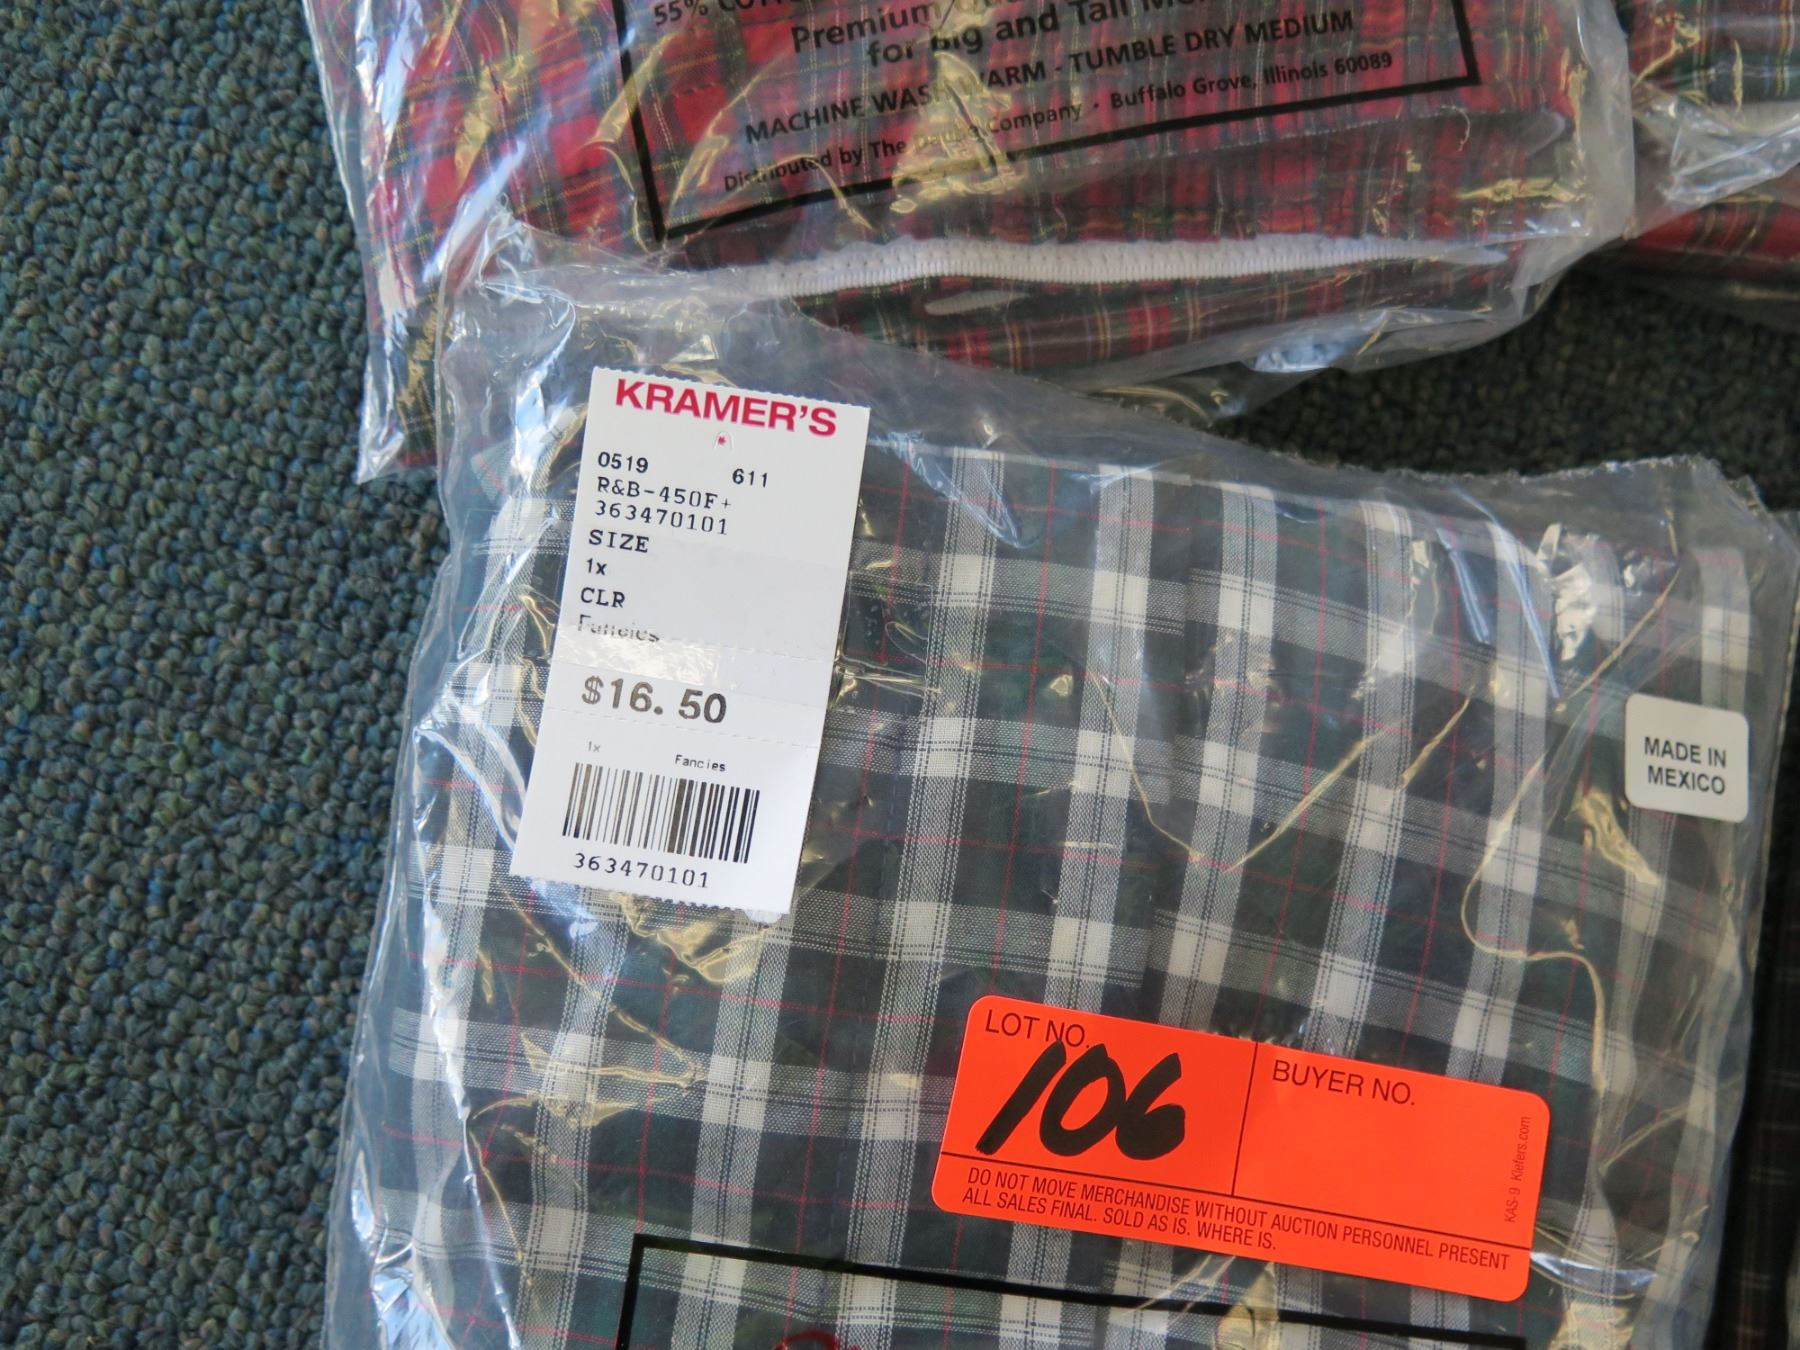 55%
Premium
for Big and Tall
MACHINE WASH WARM - TUMBLE DRY MEDIUM
Distributed by The Company • Buffalo Grove, Illinois 60089
KRAMER'S
0519 611
R&B-450F+
363470101
SIZE
1x
CLR
$16.50
1x Fancies
363470101
MADE IN
MEXICO
LOT NO.
106
BUYER NO.
DO NOT MOVE MERCHANDISE WITHOUT AUCTION PERSONNEL PRESENT
ALL SALES FINAL. SOLD AS IS. WHERE IS.
KAS-9 Kiefers.com